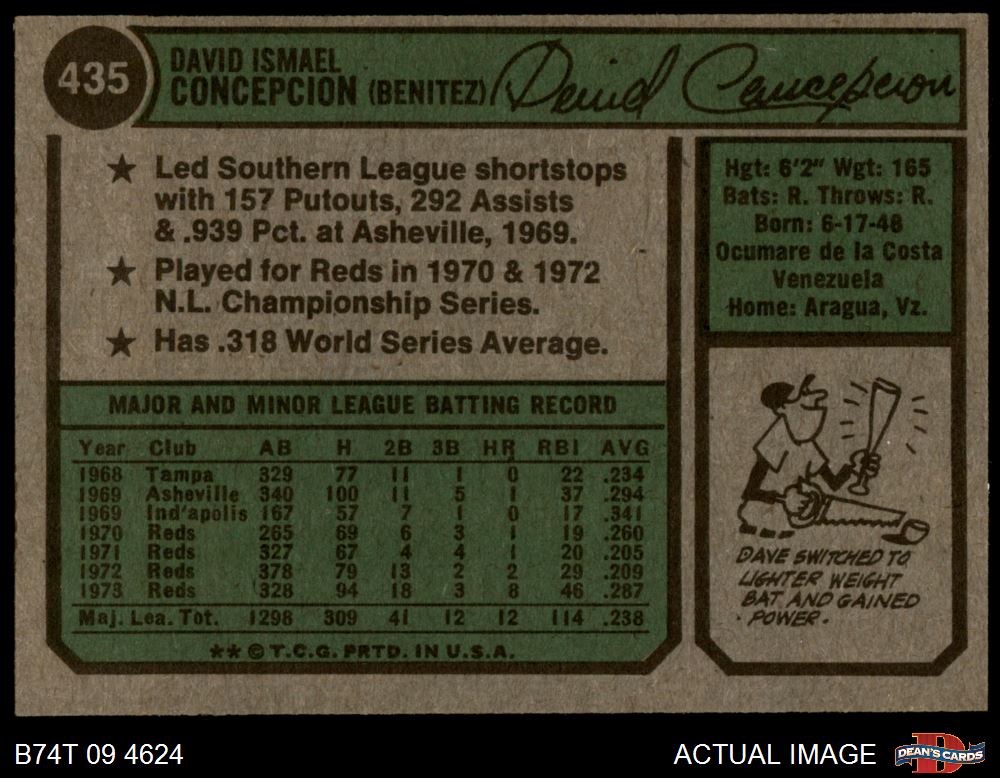 435
DAVID ISMAEL
CONCEPCION (BENITEZ)
David Concepcion
★ Led Southern League shortstops
with 157 Putouts, 292 Assists
& .939 Pct. at Asheville, 1969.
★ Played for Reds in 1970 & 1972
N.L. Championship Series.
★ Has .318 World Series Average.
Hgt: 6'2" Wgt: 165
Bats: R. Throws: R.
Born: 6-17-48
Ocumare de la Costa
Venezuela
Home: Aragua, Vz.
MAJOR AND MINOR LEAGUE BATTING RECORD
Year Club AB H 2B 3B HR RBI AVG
1968 Tampa 329 77 11 1 0 22 .234
1969 Asheville 340 100 11 5 1 37 .294
1969 Ind'apolis 167 57 7 1 0 17 .341
1970 Reds 265 69 6 3 1 19 .260
1971 Reds 327 67 4 4 1 20 .205
1972 Reds 378 79 13 2 2 29 .209
1973 Reds 328 94 18 3 8 46 .287
Maj. Lea. Tot. 1298 309 41 12 12 114 .238
** © T.C.G. PRTD. IN U.S.A.
DAVE SWITCHED TO
LIGHTER WEIGHT
BAT AND GAINED
POWER.
B74T 09 4624
ACTUAL IMAGE
DEAN'S CARDS